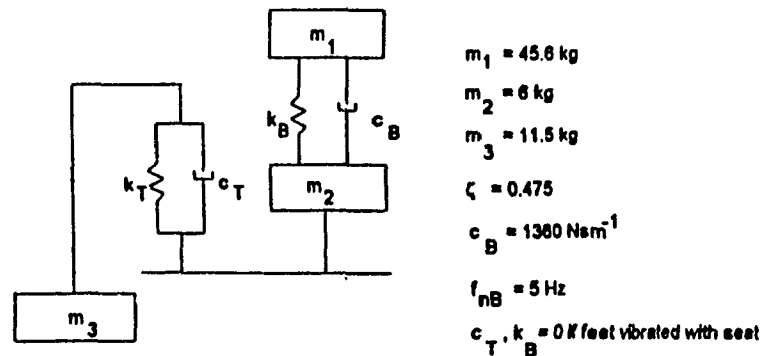 m1
kB
cB
m2
kT
cT
m3
m1 = 45.6 kg
m2 = 6 kg
m3 = 11.5 kg
ζ = 0.475
cB = 1360 Nsm-1
fnB = 5 Hz
cT, kB = 0 if feet vibrated with seat